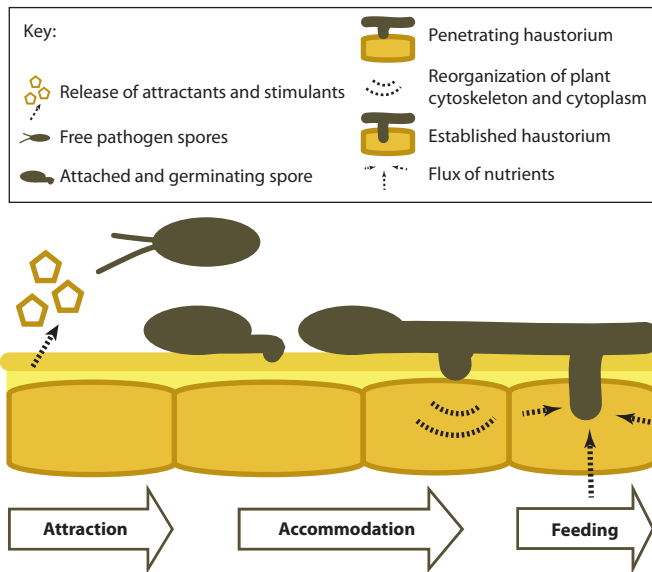 Key:
Release of attractants and stimulants
Free pathogen spores
Attached and germinating spore
Penetrating haustorium
Reorganization of plant
cytoskeleton and cytoplasm
Established haustorium
Flux of nutrients
Attraction
Accommodation
Feeding